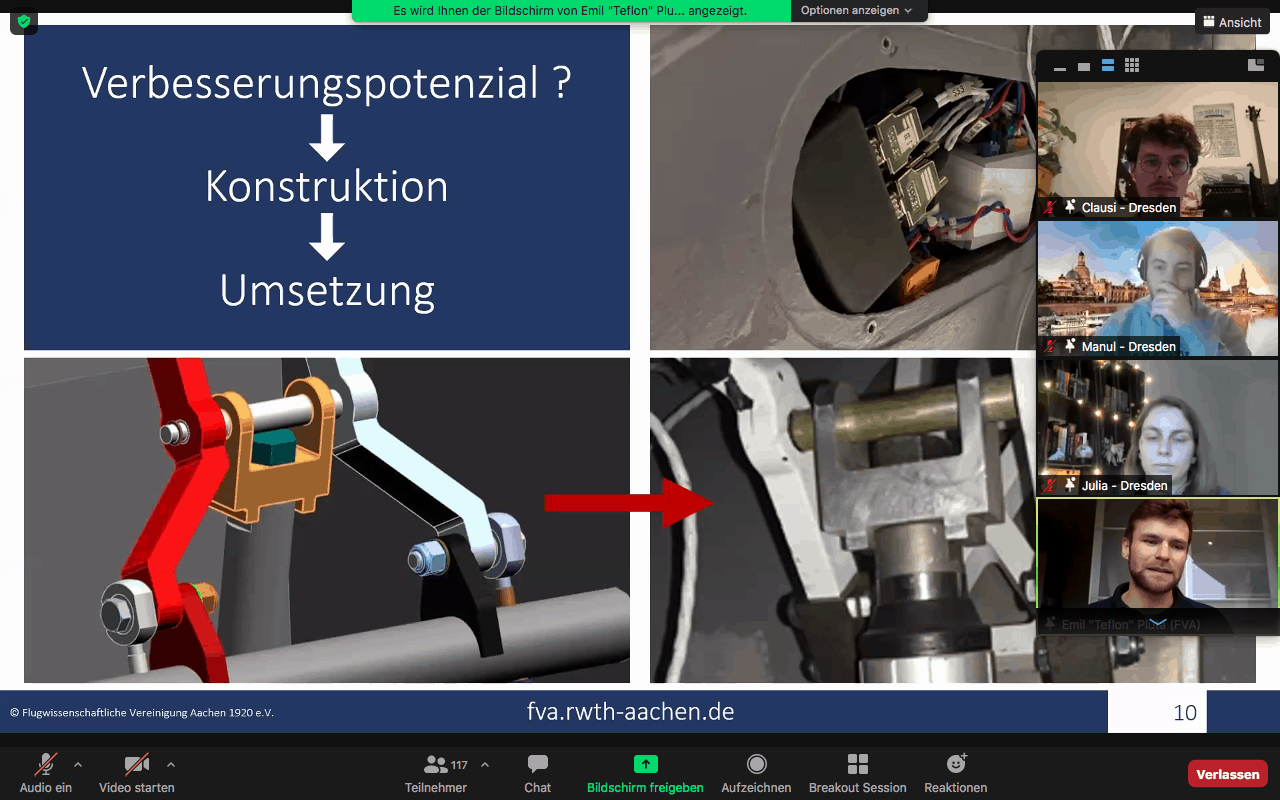 Es wird Ihnen der Bildschirm von Emil "Teflon" Plu... angezeigt.
Optionen anzeigen
Ansicht
Verbesserungspotenzial ?
Konstruktion
Umsetzung
Clausi - Dresden
Manul - Dresden
Julia - Dresden
Emil "Teflon" Pluta (FVA)
© Flugwissenschaftliche Vereinigung Aachen 1920 e.V.
fva.rwth-aachen.de
10
Audio ein
Video starten
Teilnehmer
117
Chat
Bildschirm freigeben
Aufzeichnen
Breakout Session
Reaktionen
Verlassen